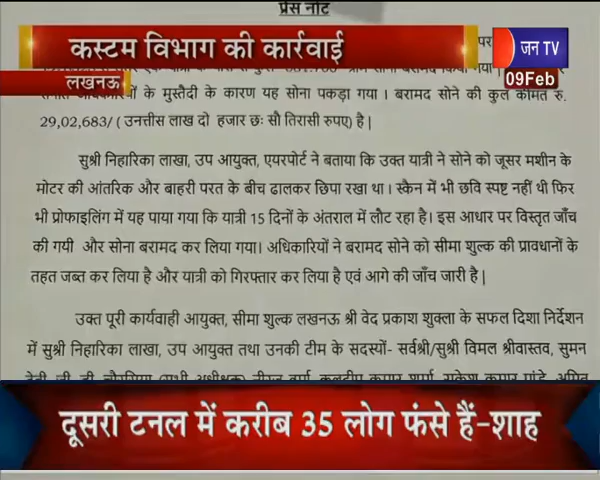 प्रेस नोट
कस्टम विभाग की कार्रवाई
जन TV
09Feb
लखनऊ
के मुस्तैदी के कारण यह सोना पकड़ा गया । बरामद सोने की कुल कीमत रु.
29,02,683/ ( उनत्तीस लाख दो हजार छः सौ तिरासी रुपए) है |
सुश्री निहारिका लाखा, उप आयुक्त, एयरपोर्ट ने बताया कि उक्त यात्री ने सोने को जूसर मशीन के
मोटर की आंतरिक और बाहरी परत के बीच ढालकर छिपा रखा था । स्कैन में भी छवि स्पष्ट नहीं थी फिर
भी प्रोफाइलिंग में यह पाया गया कि यात्री 15 दिनों के अंतराल में लौट रहा है। इस आधार पर विस्तृत जाँच
की गयी और सोना बरामद कर लिया गया। अधिकारियों ने बरामद सोने को सीमा शुल्क की प्रावधानों के
तहत जब्त कर लिया है और यात्री को गिरफ्तार कर लिया है एवं आगे की जाँच जारी है |
उक्त पूरी कार्यवाही आयुक्त, सीमा शुल्क लखनऊ श्री वेद प्रकाश शुक्ला के सफल दिशा निर्देशन
में सुश्री निहारिका लाखा, उप आयुक्त तथा उनकी टीम के सदस्यो- सर्वश्री/सुश्री विमल श्रीवास्तव, सुमन
दूसरी टनल में करीब 35 लोग फंसे हैं-शाह